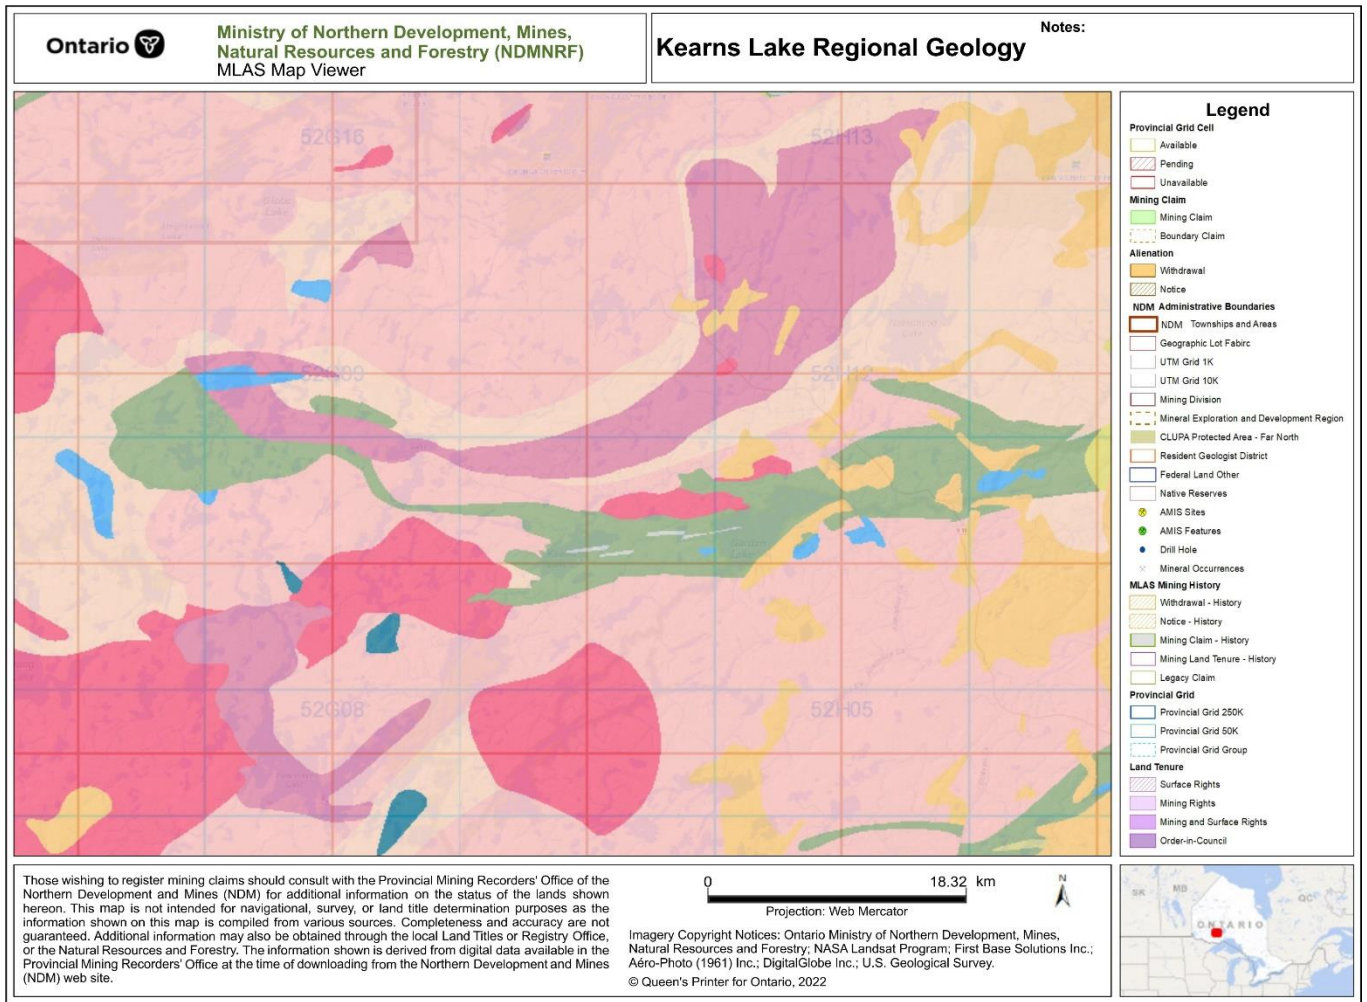 Ontario
Ministry of Northern Development, Mines,
Natural Resources and Forestry (NDMNRF)
MLAS Map Viewer
Kearns Lake Regional Geology
Notes:
52G16
52H13
52G09
52H12
52G08
52H05
Legend
Provincial Grid Cell
Available
Pending
Unavailable
Mining Claim
Mining Claim
Boundary Claim
Alienation
Withdrawal
Notice
NDM Administrative Boundaries
NDM Townships and Areas
Geographic Lot Fabirc
UTM Grid 1K
UTM Grid 10K
Mining Division
Mineral Exploration and Development Region
CLUPA Protected Area - Far North
Resident Geologist District
Federal Land Other
Native Reserves
AMIS Sites
AMIS Features
Drill Hole
Mineral Occurrences
MLAS Mining History
Withdrawal - History
Notice - History
Mining Claim - History
Mining Land Tenure - History
Legacy Claim
Provincial Grid
Provincial Grid 250K
Provincial Grid 50K
Provincial Grid Group
Land Tenure
Surface Rights
Mining Rights
Mining and Surface Rights
Order-in-Council
Those wishing to register mining claims should consult with the Provincial Mining Recorders' Office of the
Northern Development and Mines (NDM) for additional information on the status of the lands shown
hereon. This map is not intended for navigational, survey, or land title determination purposes as the
information shown on this map is compiled from various sources. Completeness and accuracy are not
guaranteed. Additional information may also be obtained through the local Land Titles or Registry Office,
or the Natural Resources and Forestry. The information shown is derived from digital data available in the
Provincial Mining Recorders' Office at the time of downloading from the Northern Development and Mines
(NDM) web site.
0 18.32 km
Projection: Web Mercator
N
Imagery Copyright Notices: Ontario Ministry of Northern Development, Mines,
Natural Resources and Forestry; NASA Landsat Program; First Base Solutions Inc.;
Aéro-Photo (1961) Inc.; DigitalGlobe Inc.; U.S. Geological Survey.
© Queen's Printer for Ontario, 2022
SK
MB
QC
ONTARIO